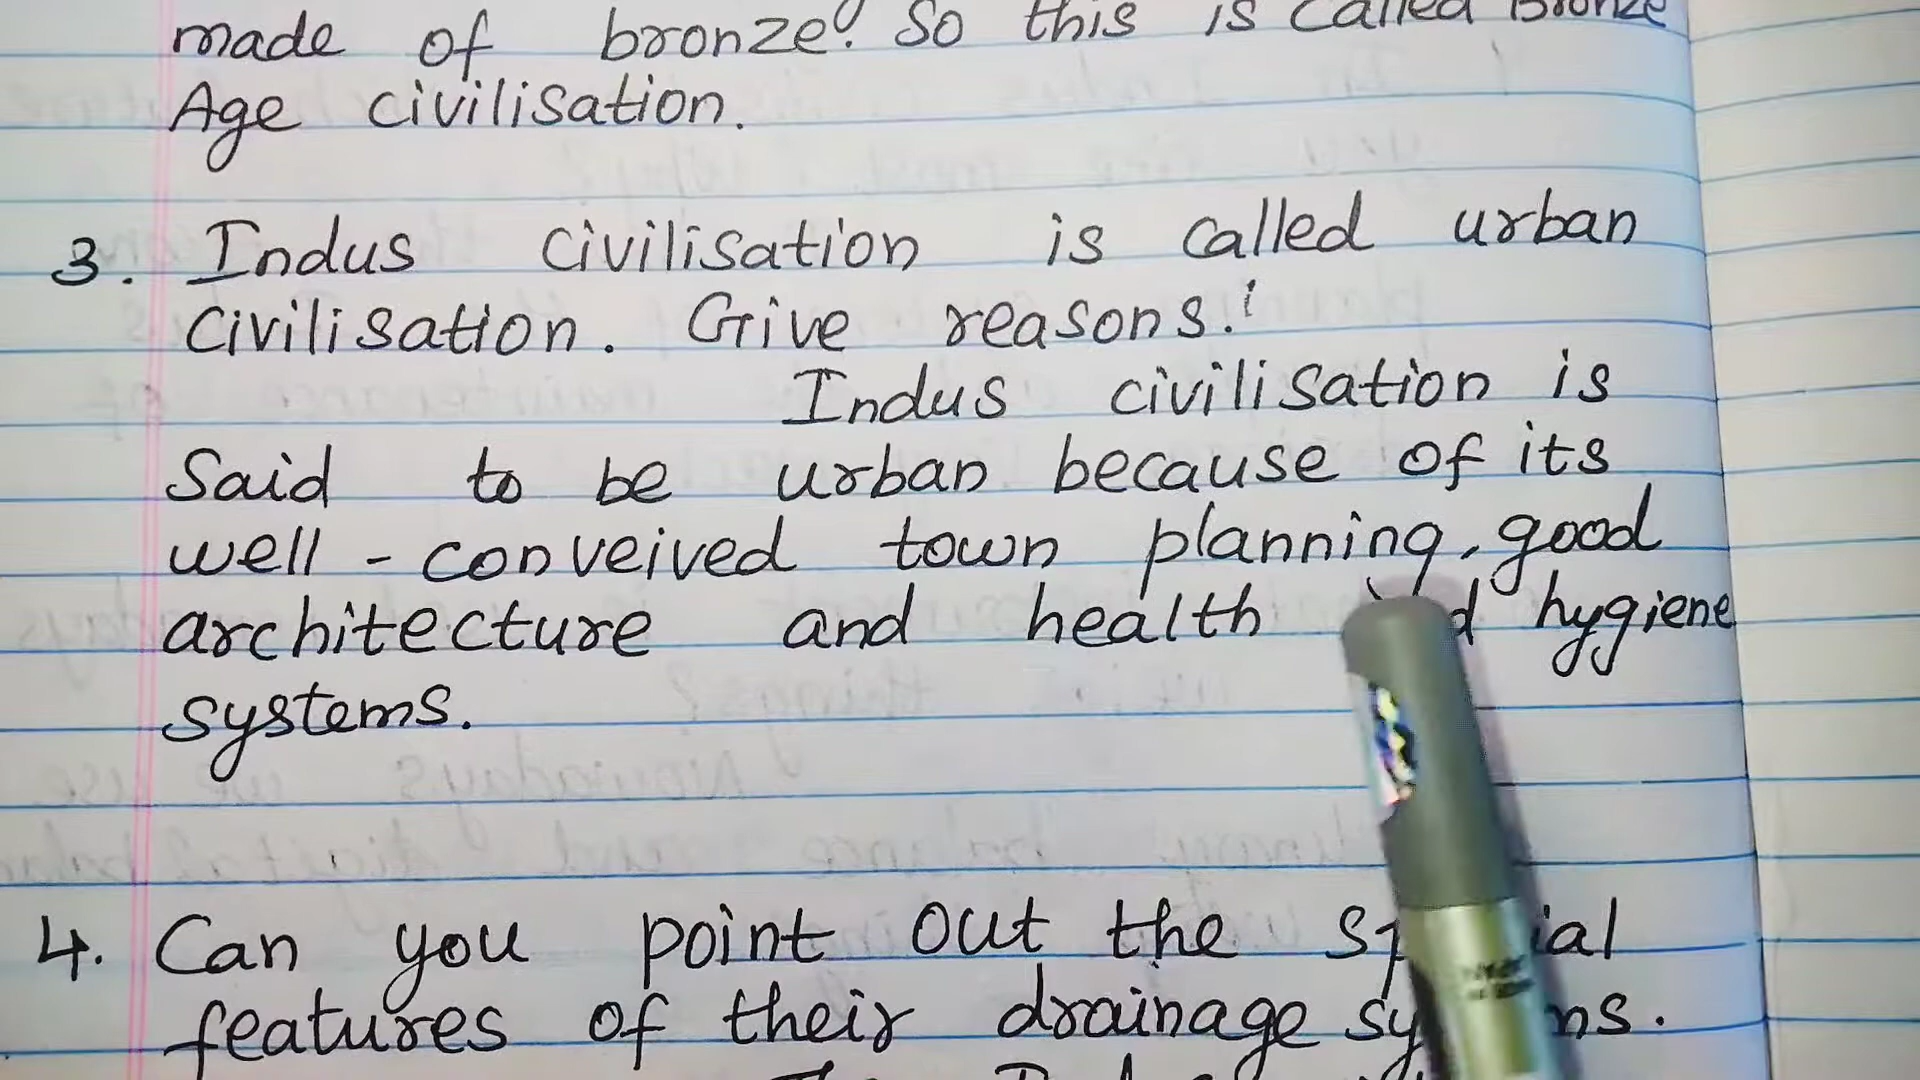 made of bronze. So this is called Bronze
Age civilisation.
3. Indus civilisation is called urban
civilisation. Give reasons.
Indus civilisation is
Said to be urban because of its
well - conveived town planning, good
architecture and health hygiene
systems.
4. Can you point out the
features of their drainage